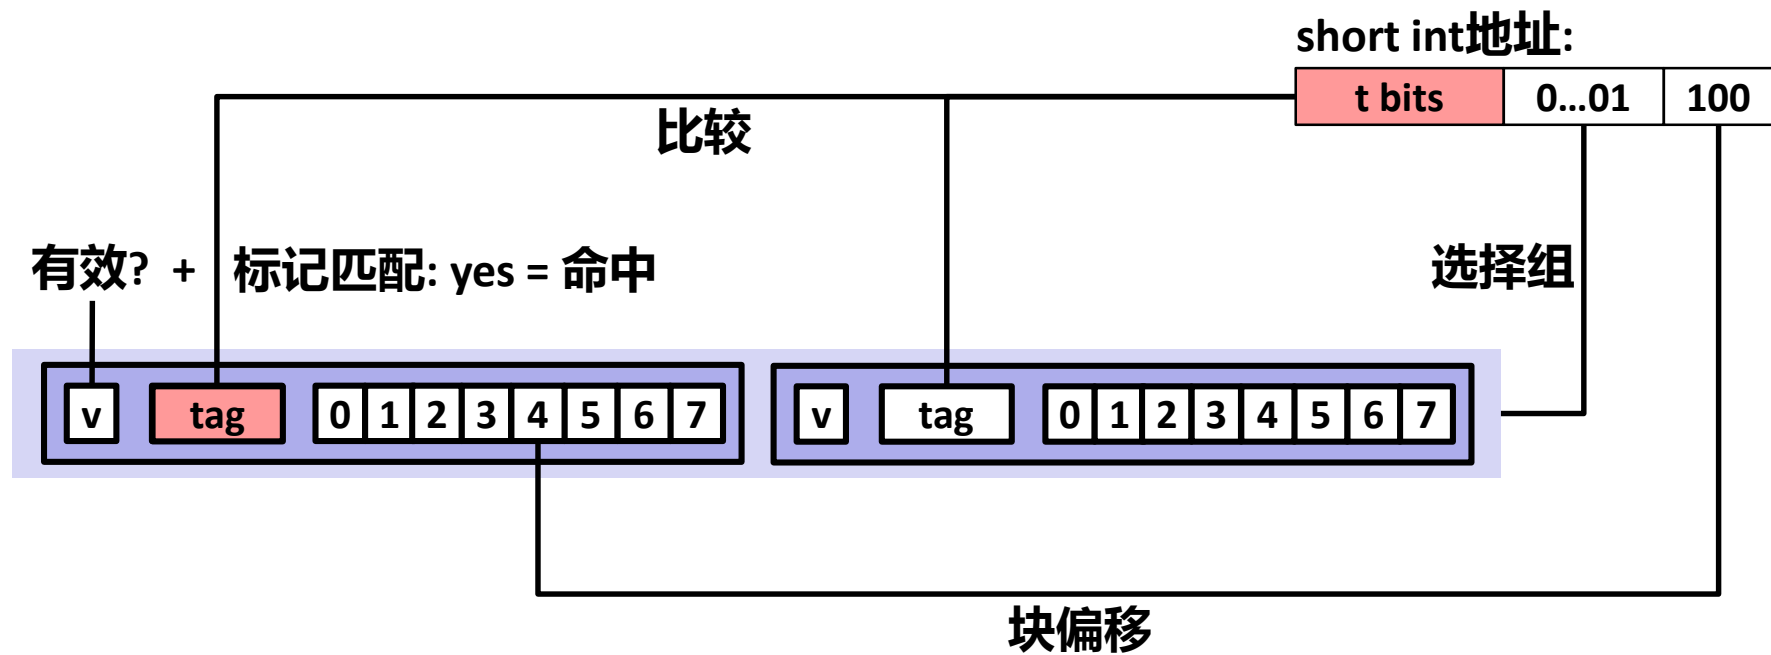 short int地址:
t bits 0...01 100
比较
有效? + 标记匹配: yes = 命中
选择组
v tag 0 1 2 3 4 5 6 7 v tag 0 1 2 3 4 5 6 7
块偏移